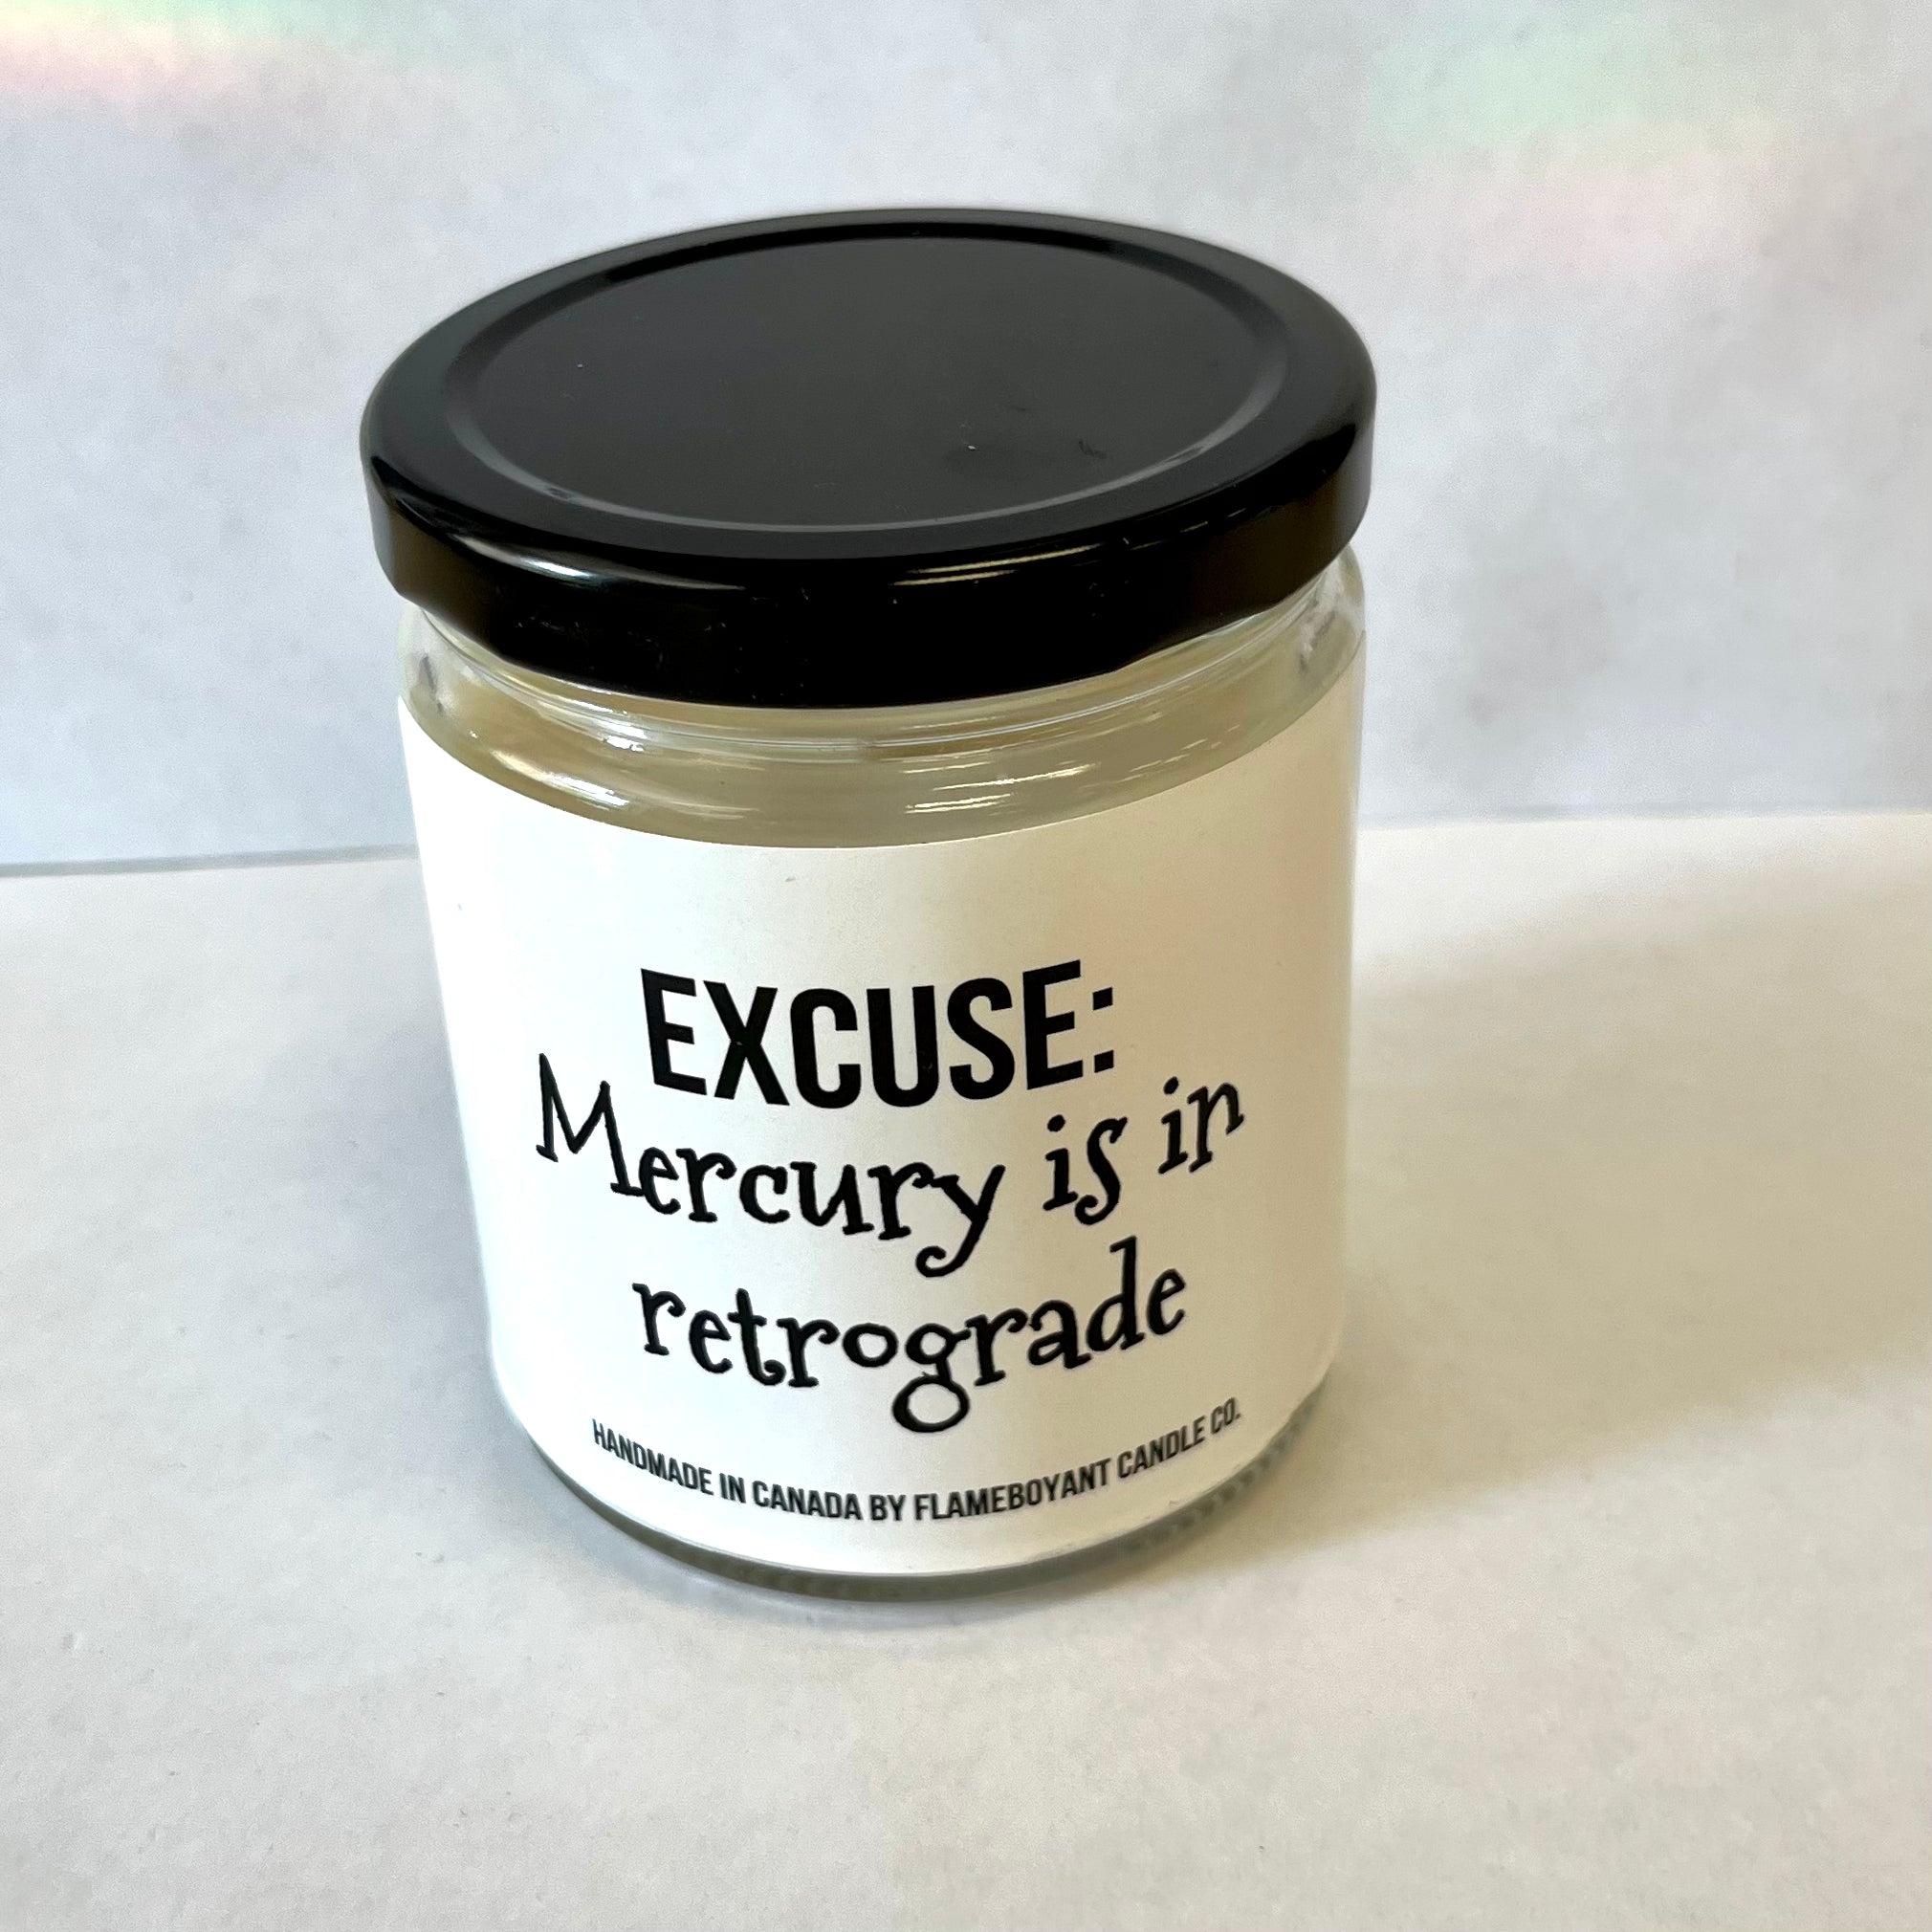 EXCUSE:
Mercury is in
retrograde
HANDMADE IN CANADA BY FLAMEBOYANT CANDLE CO.